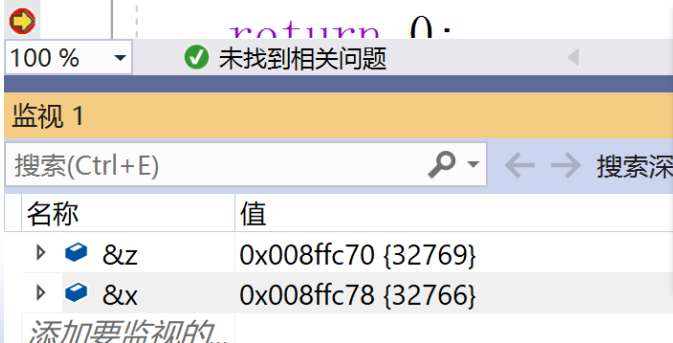 return 0;
100 %
未找到相关问题
监视 1
搜索(Ctrl+E)
搜索深
名称
值
&z
0x008ffc70 {32769}
&x
0x008ffc78 {32766}
添加要监视的...